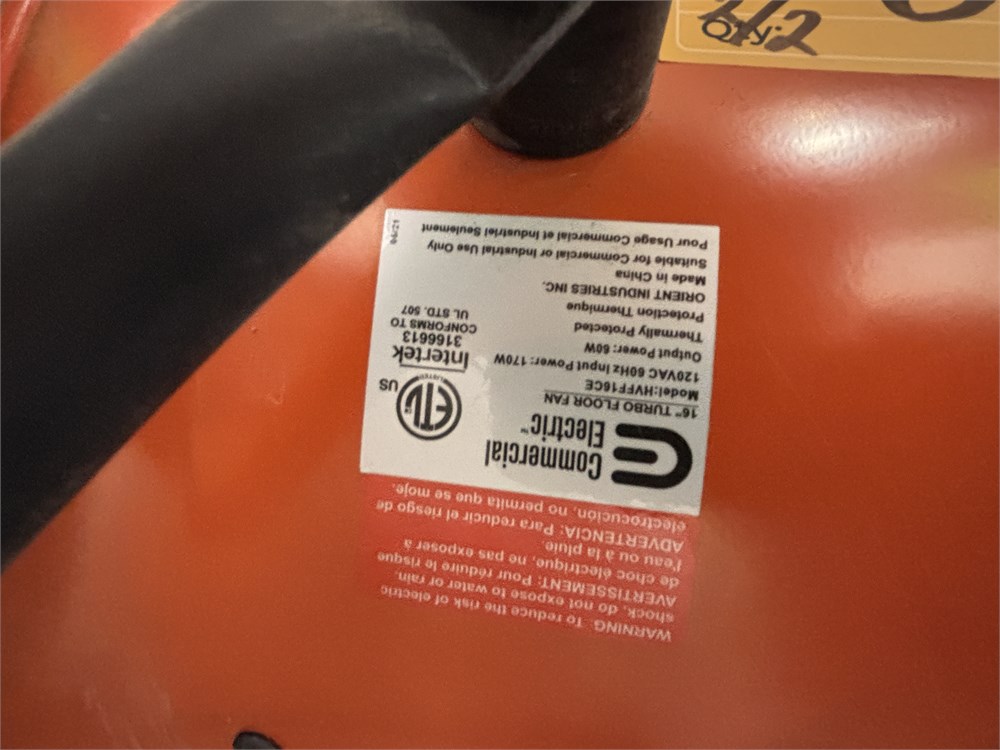 WARNING: To reduce the risk of electric
shock, do not expose to water or rain.
AVERTISSEMENT: Pour réduire le risque
de choc électrique, ne pas exposer à
l'eau ou à la pluie.
ADVERTENCIA: Para reducir el riesgo de
électrocución, no permita que se moje.
Commercial
Electric™
16" TURBO FLOOR FAN
Model:HVFF16CE
120VAC 60Hz Input Power: 170W
Output Power: 60W
Thermally Protected
Protection Thermique
ORIENT INDUSTRIES INC.
Made in China
Suitable for Commercial or Industrial Use Only
Pour Usage Commercial et Industriel Seulement
ETL
LISTED
US
Intertek
3166613
CONFORMS TO
UL STD. 507
04/21
Qty: